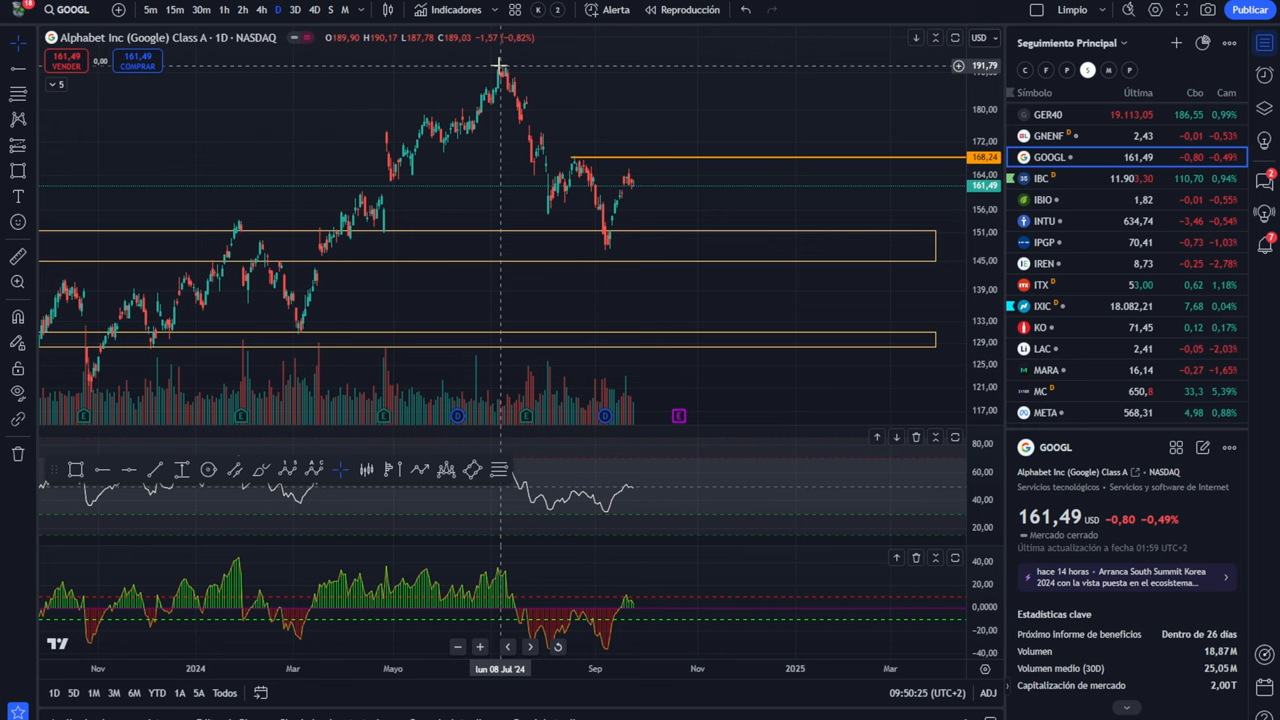 18
GOOGL
5m 15m 30m 1h 2h 4h D 3D 4D S M
Indicadores
K 2
Alerta
Reproducción
Limpio
Publicar
Alphabet Inc (Google) Class A · 1D · NASDAQ
O189,90 H190,17 L187,78 C189,03 −1,57 (−0,82%)
161,49
VENDER
0,00
161,49
COMPRAR
5
USD
191,79
180,00
172,00
168,24
164,00
161,49
156,00
151,00
145,00
139,00
133,00
129,00
125,00
121,00
117,00
E E E D E D E
80,00
60,00
40,00
20,00
40,00
20,00
0,0000
−20,00
−40,00
Nov 2024 Mar Mayo lun 08 Jul '24 Sep Nov 2025 Mar
1D 5D 1M 3M 6M YTD 1A 5A Todos
09:50:25 (UTC+2) ADJ
Seguimiento Principal
C F P S M P
Símbolo Última Cbo Cam
GER40 19.113,05 186,55 0,99%
GNENF D 2,43 −0,01 −0,53%
GOOGL 161,49 −0,80 −0,49%
IBC D 11.903,30 110,70 0,94%
IBIO 1,82 −0,01 −0,55%
INTU 634,74 −3,46 −0,54%
IPGP 70,41 −0,73 −1,03%
IREN 8,73 −0,25 −2,78%
ITX D 53,00 0,62 1,18%
IXIC D 18.082,21 7,68 0,04%
KO 71,45 0,12 0,17%
LAC 2,41 −0,05 −2,03%
MARA 16,14 −0,27 −1,65%
MC D 650,8 33,3 5,39%
META 568,31 4,98 0,88%
2
7
GOOGL
Alphabet Inc (Google) Class A · NASDAQ
Servicios tecnológicos • Servicios y software de Internet
161,49 USD −0,80 −0,49%
Mercado cerrado
Última actualización a fecha 01:59 UTC+2
hace 14 horas • Arranca South Summit Korea
2024 con la vista puesta en el ecosistema...
Estadísticas clave
Próximo informe de beneficios Dentro de 26 días
Volumen 18,87M
Volumen medio (30D) 25,05M
Capitalización de mercado 2,00T